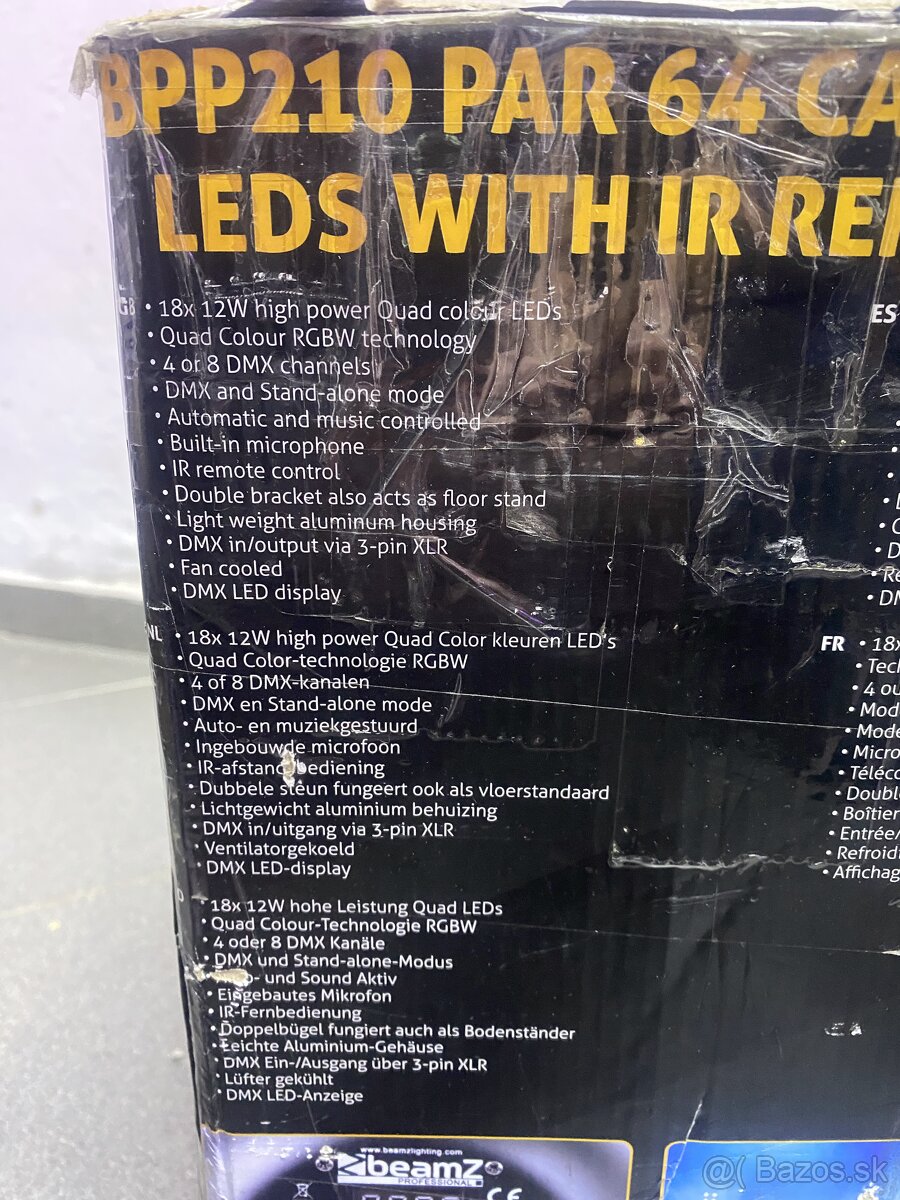 BPP210 PAR 64 CA
LEDS WITH IR RE
GB • 18x 12W high power Quad colour LEDs
• Quad Colour RGBW technology
• 4 or 8 DMX channels
• DMX and Stand-alone mode
• Automatic and music controlled
• Built-in microphone
• IR remote control
• Double bracket also acts as floor stand
• Light weight aluminum housing
• DMX in/output via 3-pin XLR
• Fan cooled
• DMX LED display
NL • 18x 12W high power Quad Color kleuren LED's
• Quad Color-technologie RGBW
• 4 of 8 DMX-kanalen
• DMX en Stand-alone mode
• Auto- en muziekgestuurd
• Ingebouwde microfoon
• IR-afstandbediening
• Dubbele steun fungeert ook als vloerstandaard
• Lichtgewicht aluminium behuizing
• DMX in/uitgang via 3-pin XLR
• Ventilatorgekoeld
• DMX LED-display
D • 18x 12W hohe Leistung Quad LEDs
• Quad Colour-Technologie RGBW
• 4 oder 8 DMX Kanäle
• DMX und Stand-alone-Modus
• - und Sound Aktiv
• Eingebautes Mikrofon
• IR-Fernbedienung
• Doppelbügel fungiert auch als Bodenständer
• Leichte Aluminium-Gehäuse
• DMX Ein-/Ausgang über 3-pin XLR
• Lüfter gekühlt
• DMX LED-Anzeige
ES
FR • 18x
• Tech
• 4 ou
• Mod
• Mode
• Micro
• Téléco
• Doubl
• Boîtier
• Entrée/
• Refroidi
• Affichag
www.beamzlighting.com
beamZ
PROFESSIONAL
CE
Bazos.sk